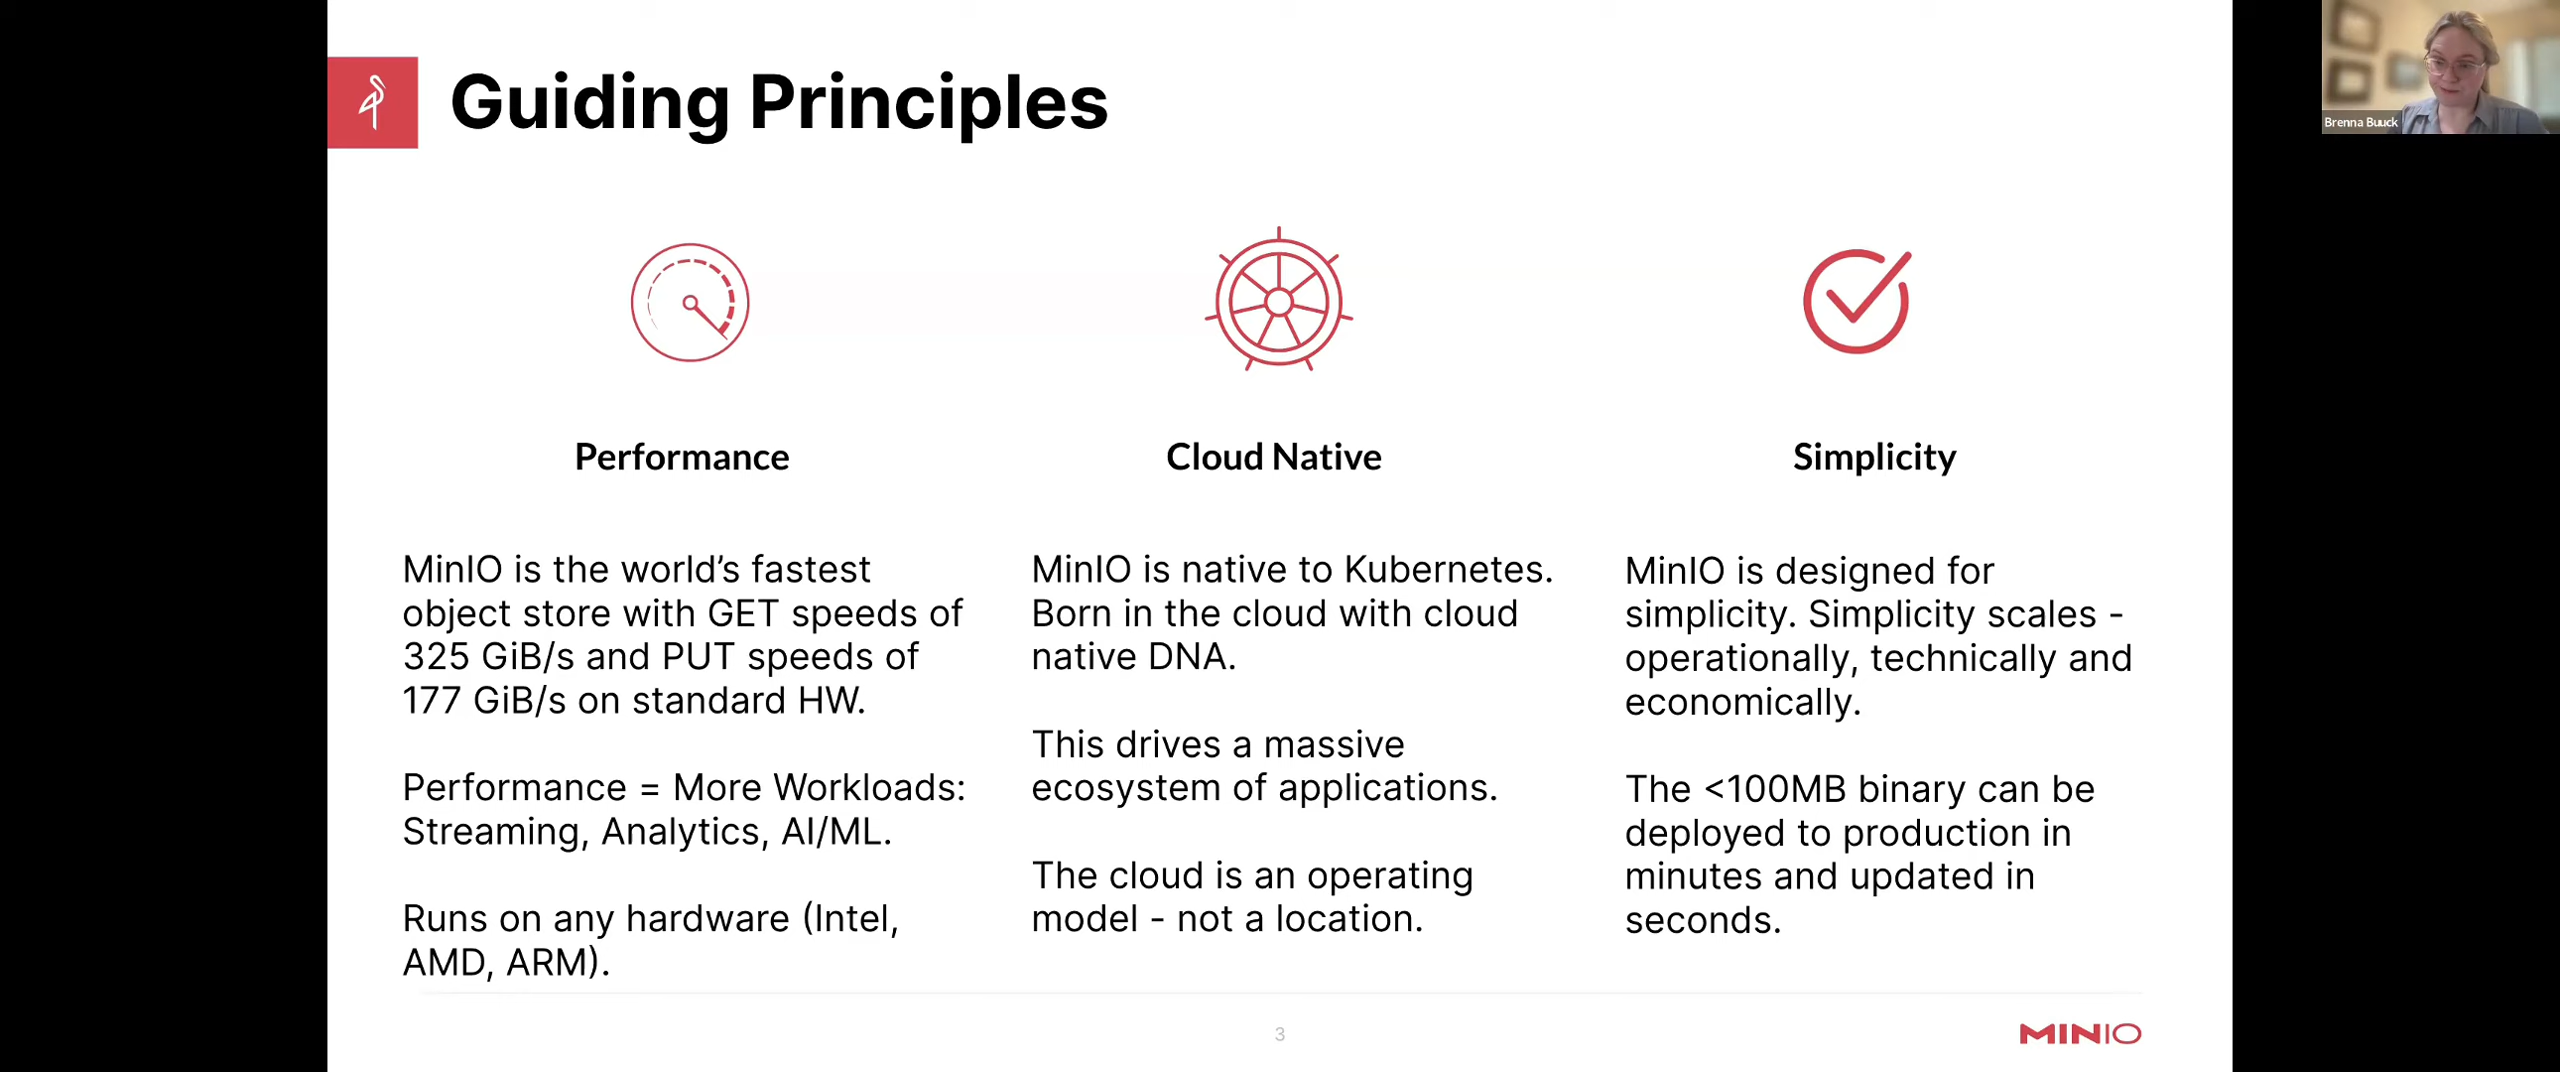 Guiding Principles
Brenna Buuck
Performance
MinIO is the world's fastest
object store with GET speeds of
325 GiB/s and PUT speeds of
177 GiB/s on standard HW.
Performance = More Workloads:
Streaming, Analytics, AI/ML.
Runs on any hardware (Intel,
AMD, ARM).
Cloud Native
MinIO is native to Kubernetes.
Born in the cloud with cloud
native DNA.
This drives a massive
ecosystem of applications.
The cloud is an operating
model - not a location.
Simplicity
MinIO is designed for
simplicity. Simplicity scales -
operationally, technically and
economically.
The <100MB binary can be
deployed to production in
minutes and updated in
seconds.
3
MINIO